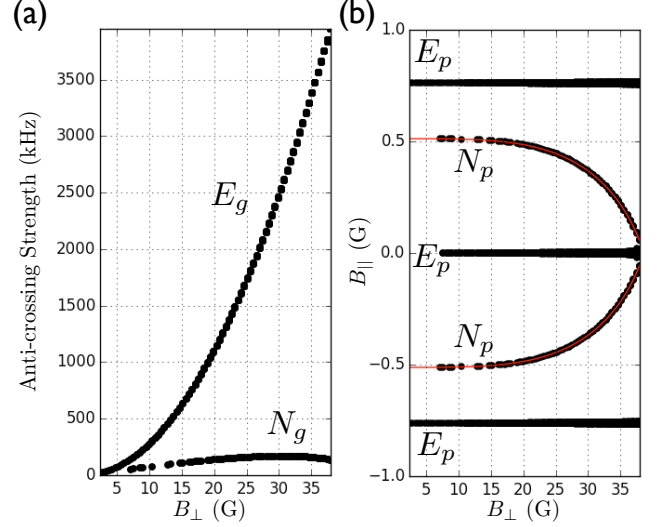 (a)
Anti-crossing Strength (kHz)
3500
3000
2500
2000
1500
1000
500
0
E_g
N_g
5 10 15 20 25 30 35
B_⊥ (G)
(b)
B_|| (G)
1.0
0.5
0.0
−0.5
−1.0
E_p
N_p
E_p
N_p
E_p
5 10 15 20 25 30 35
B_⊥ (G)